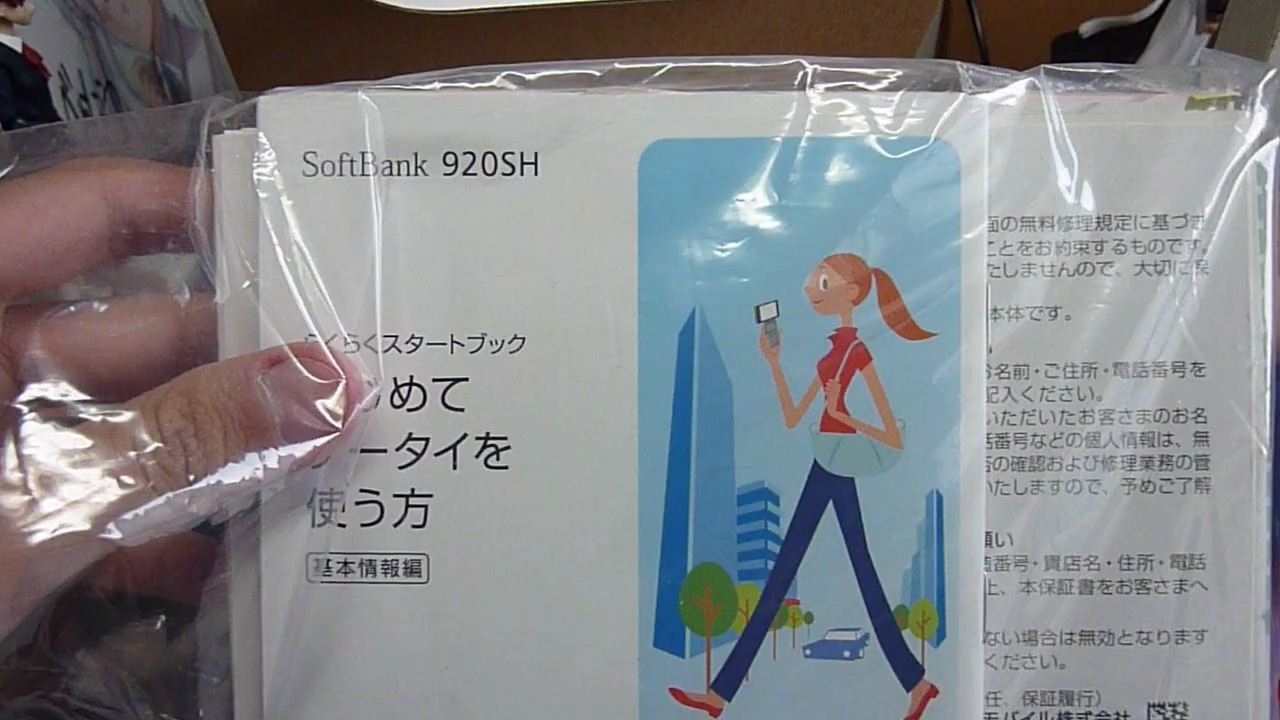 SoftBank 920SH
らくらくスタートブック
めて
ータイを
使う方
基本情報編
面の無料修理規定に基づき
ことをお約束するものです。
たしませんので、大切に保
本体です。
お名前・ご住所・電話番号を
記入ください。
いただいたお客さまのお名
話番号などの個人情報は、無
の確認および修理業務の管
いたしますので、予めご了解
願い
番号・貴店名・住所・電話
上、本保証書をお客さまへ
ない場合は無効となります
ください。
任、保証履行)
モバイル株式会社